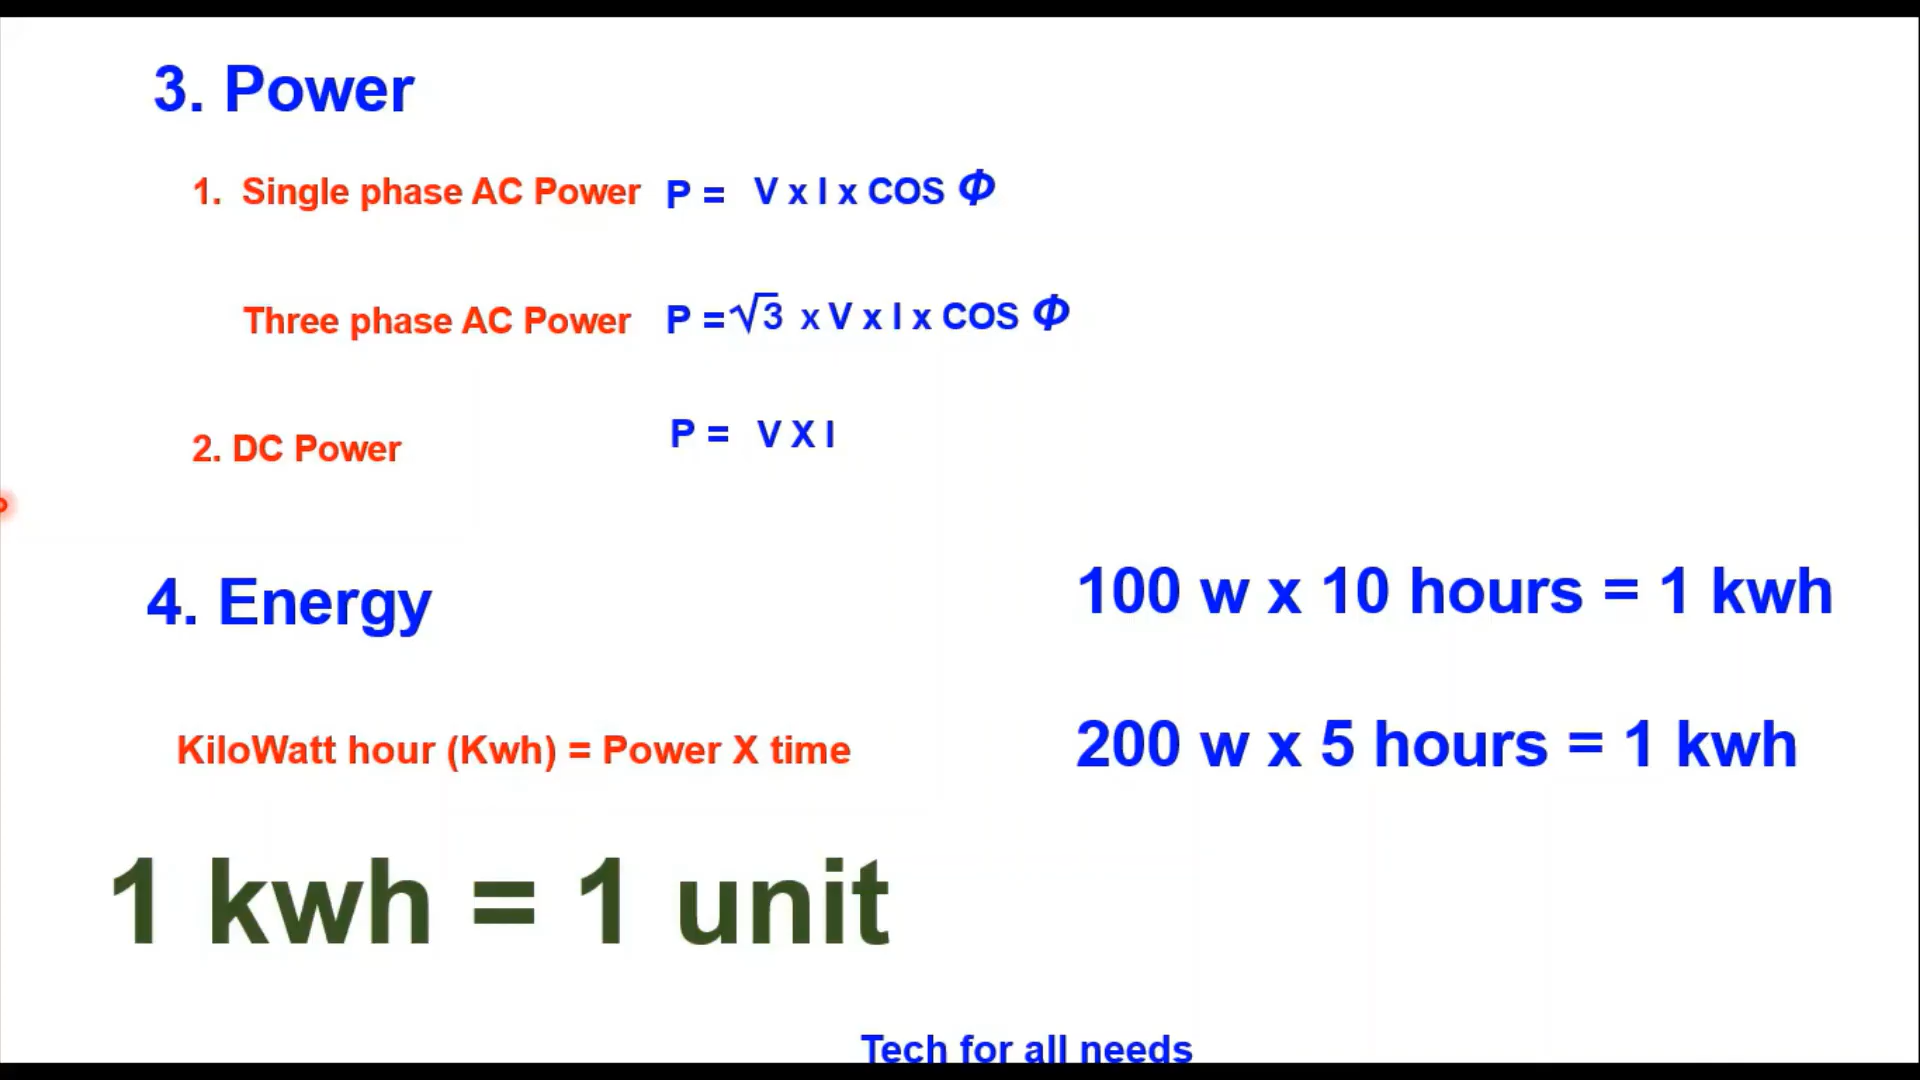 3. Power
1. Single phase AC Power P = V x I x COS Φ
Three phase AC Power P = √3 x V x I x COS Φ
2. DC Power P = V X I
4. Energy
100 w x 10 hours = 1 kwh
KiloWatt hour (Kwh) = Power X time
200 w x 5 hours = 1 kwh
1 kwh = 1 unit
Tech for all needs